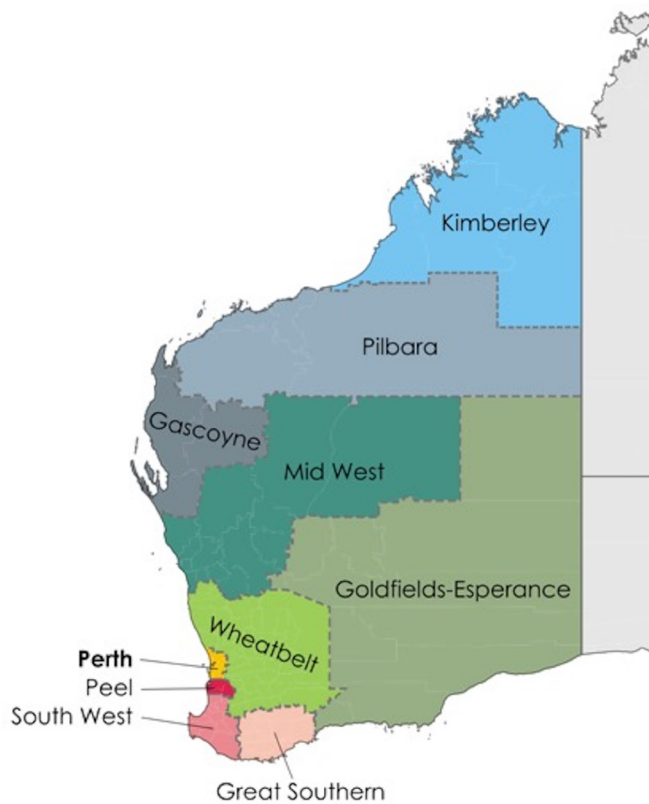 Kimberley
Pilbara
Gascoyne
Mid West
Goldfields-Esperance
Wheatbelt
Perth
Peel
South West
Great Southern